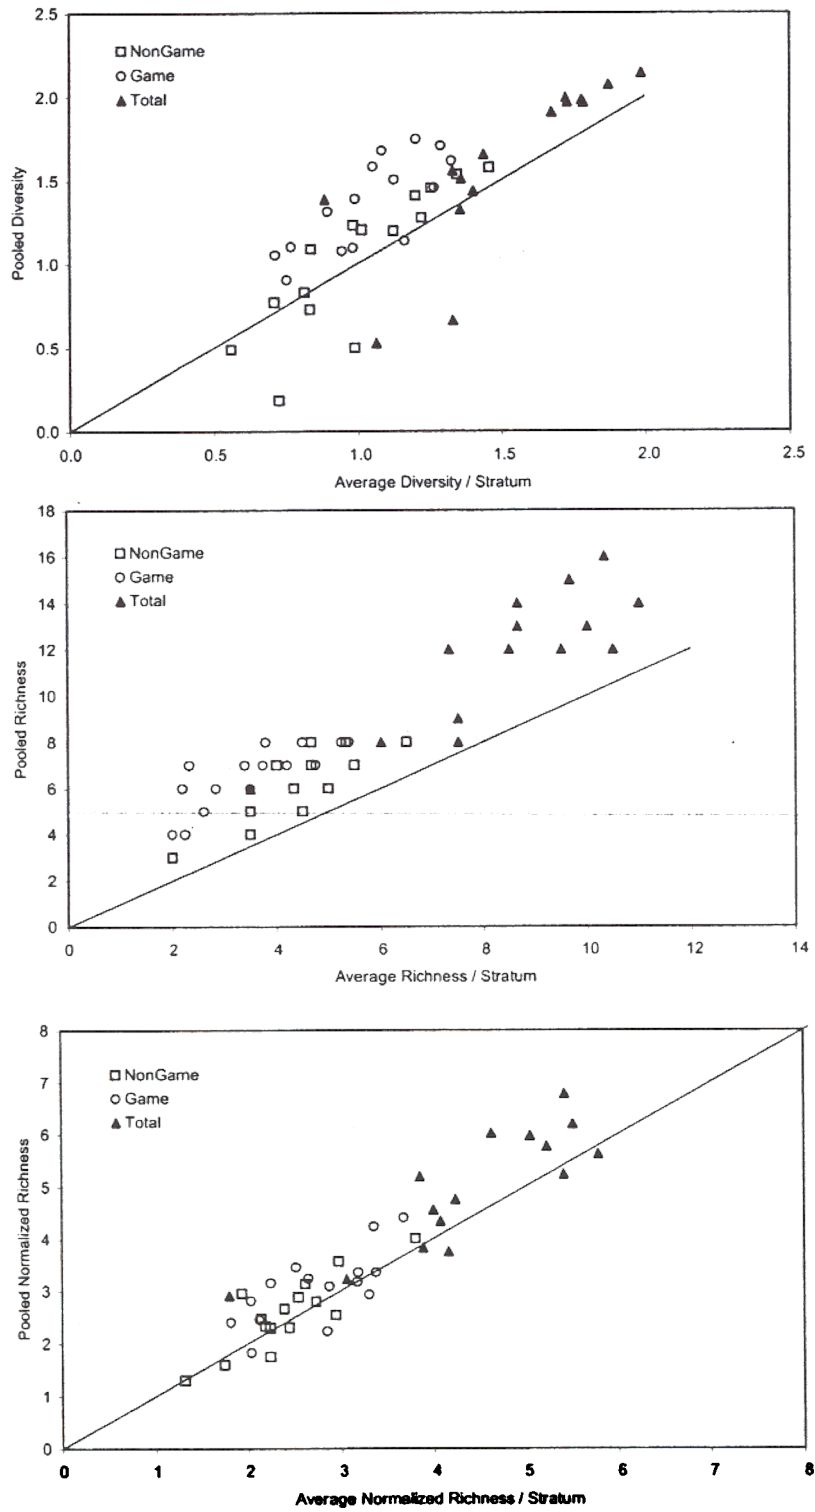 2.5
NonGame
Game
Total
2.0
1.5
1.0
0.5
0.0
Pooled Diversity
0.0 0.5 1.0 1.5 2.0 2.5
Average Diversity / Stratum
18
NonGame
16
Game
14
Total
12
10
8
6
4
2
0
Pooled Richness
0 2 4 6 8 10 12 14
Average Richness / Stratum
8
NonGame
7
Game
Total
6
5
4
3
2
1
0
Pooled Normalized Richness
0 1 2 3 4 5 6 7 8
Average Normalized Richness / Stratum